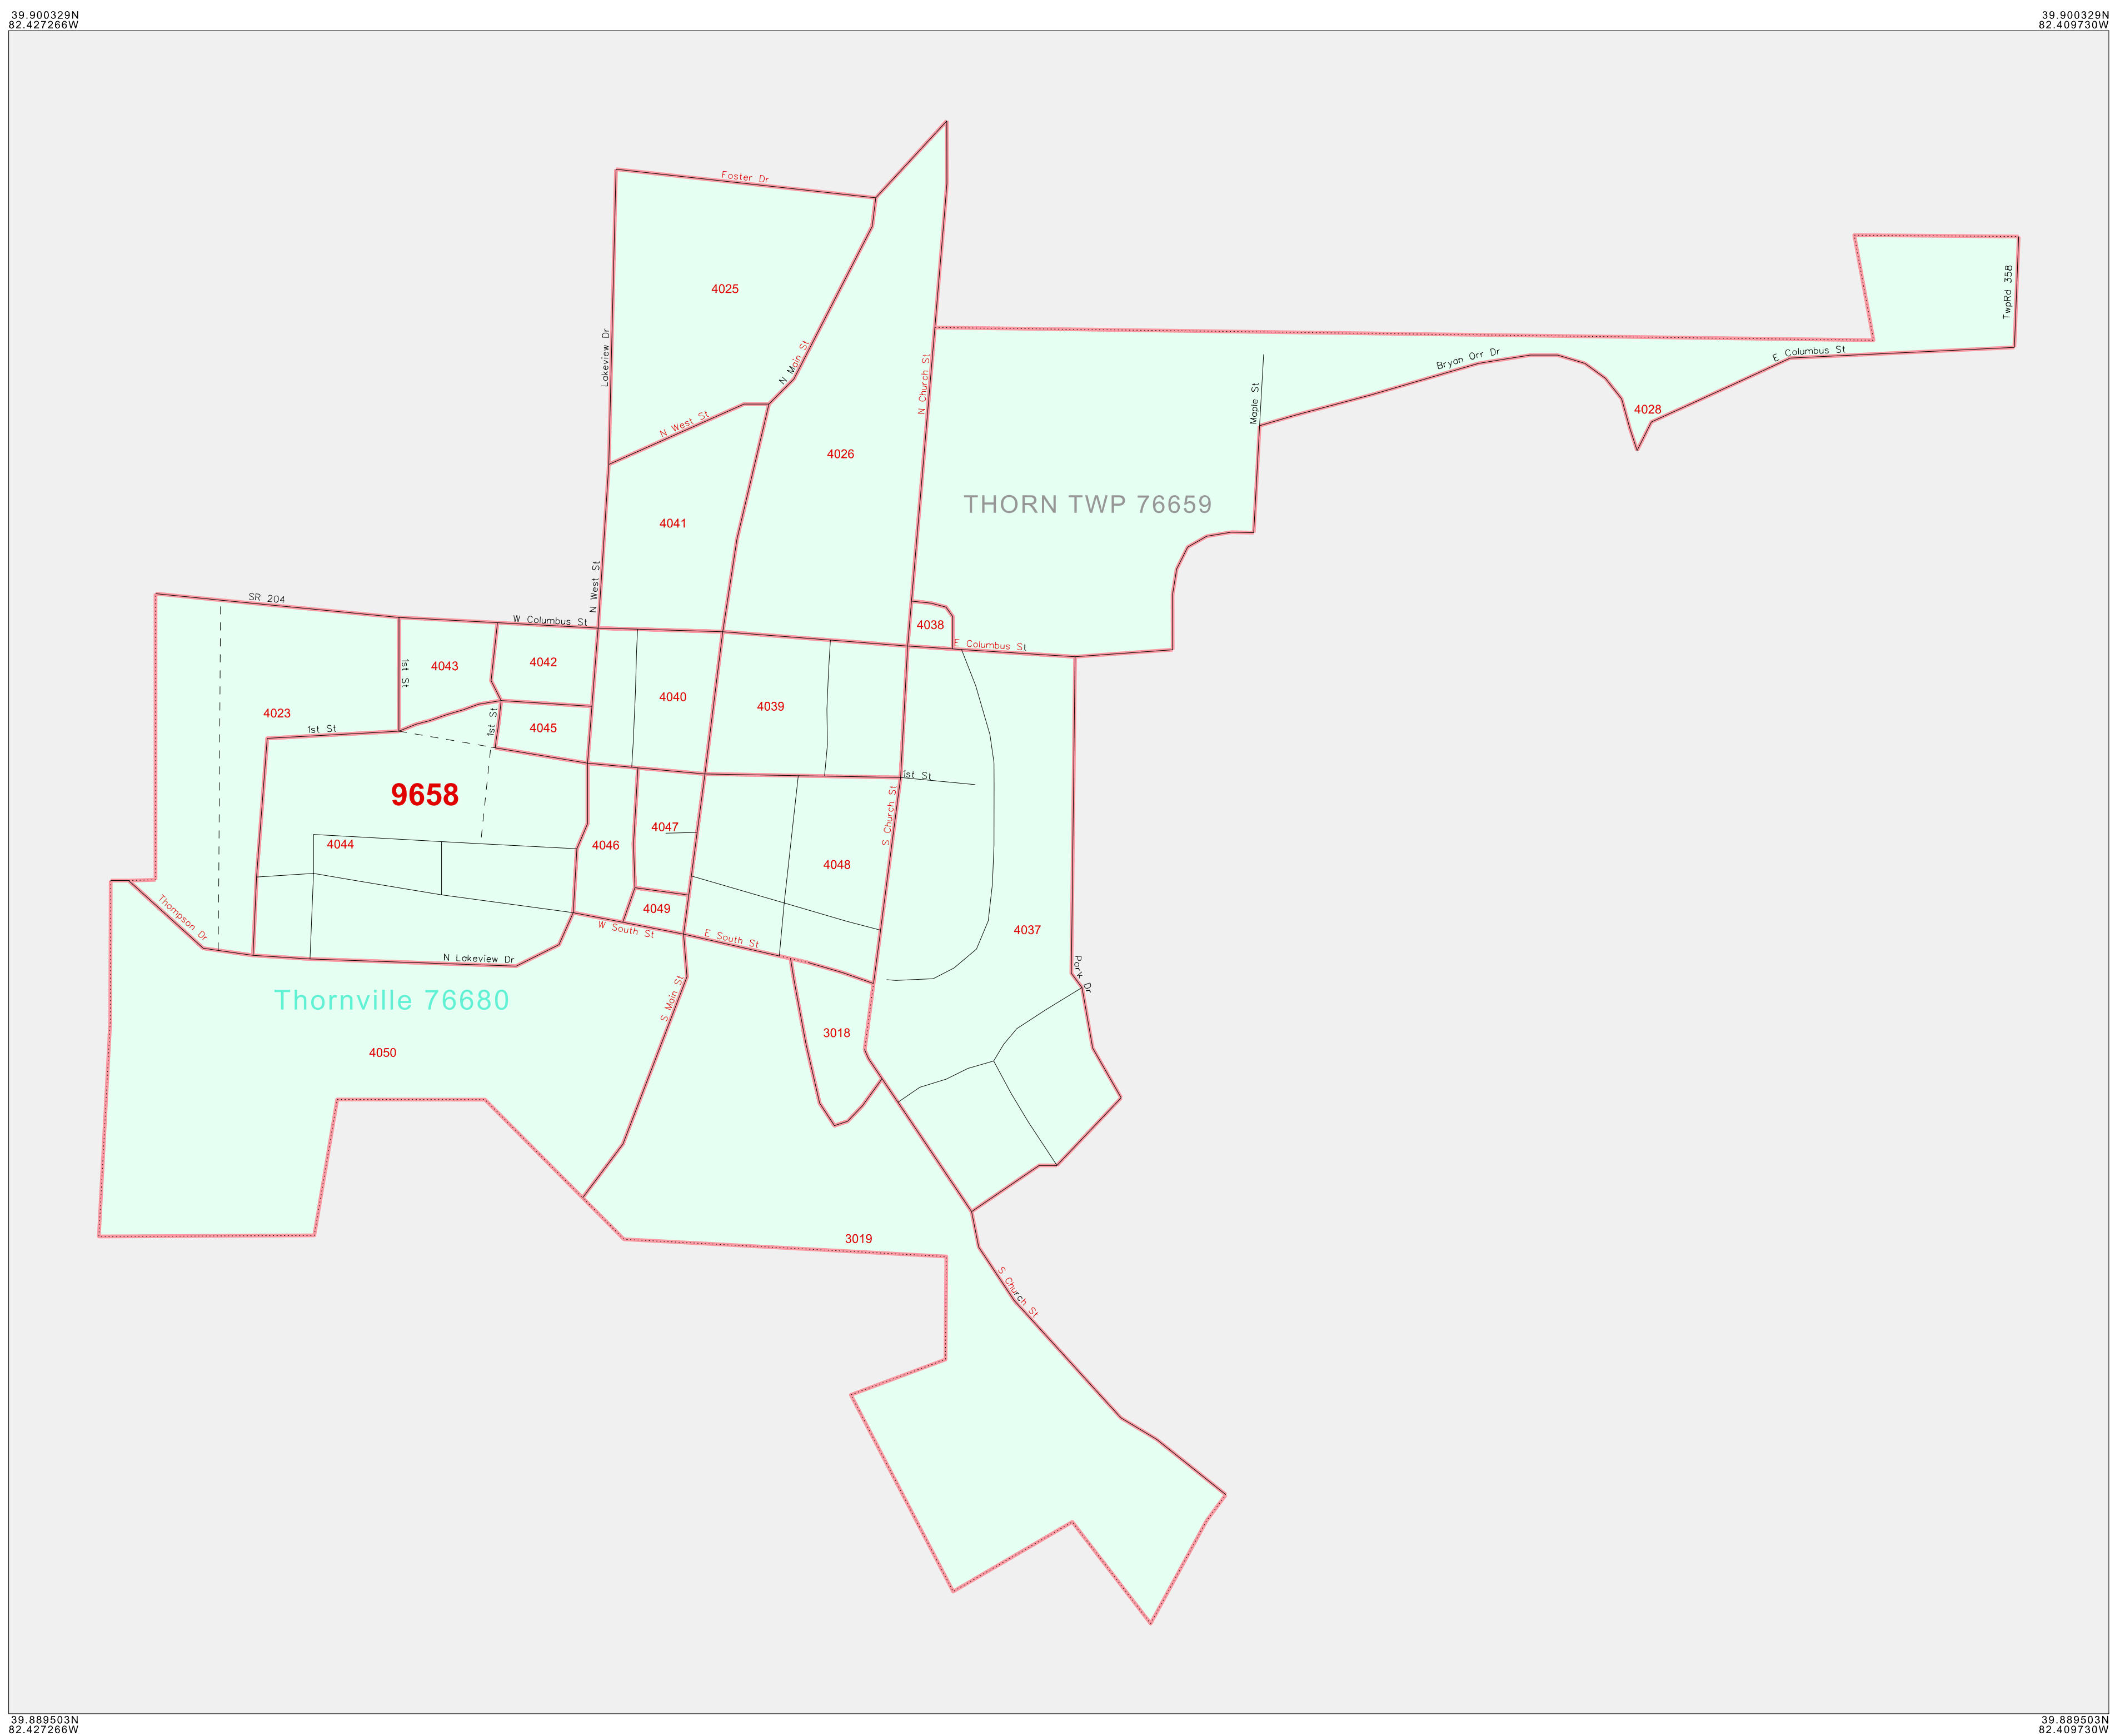 39.900329N
82.427266W
39.900329N
82.409730W
Foster Dr
4025
TwpRd 358
Lakeview Dr
N Main St
N Church St
Bryan Orr Dr
E Columbus St
Maple St
4028
N West St
4026
THORN TWP 76659
4041
N West St
SR 204
W Columbus St
4038
E Columbus St
1st St
4043
4042
4040
4039
4023
1st St
1st St
4045
1st St
9658
S Church St
4044
4046
4047
4048
Thompson Dr
4049
W South St
E South St
4037
N Lakeview Dr
Park Dr
Thornville 76680
S Main St
3018
4050
3019
S Church St
39.889503N
82.427266W
39.889503N
82.409730W